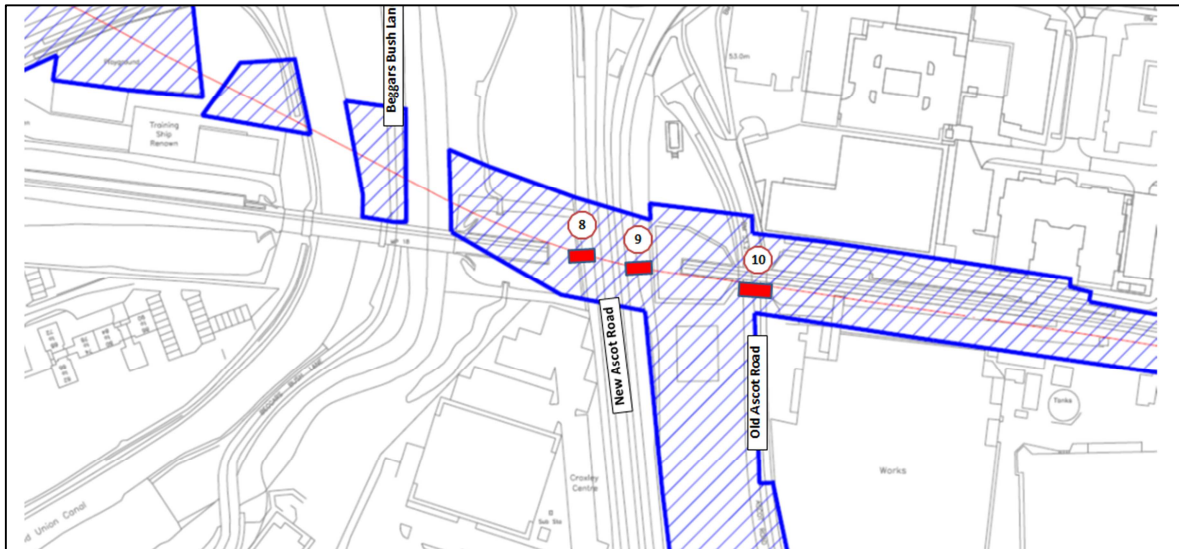 Beggars Bush Lan
Playground
53.0m
Training
Ship
Renown
8
9
10
New Ascot Road
Old Ascot Road
Tanks
Works
Croxley
Centre
Sub Sta
d Union Canal